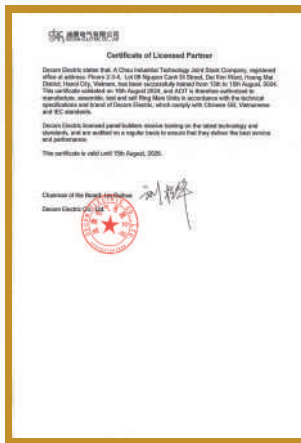 Certificate of Licensed Partner
Decom Electric states that A Chau Industrial Technology Joint Stock Company, registered
office at address: Floors 2-3-4, Lot 08 Nguyen Canh Di Street, Dai Kim Ward, Hoang Mai
District, Hanoi City, Vietnam, has been successfully trained from 13th to 15th August, 2024.
This certificate validated on 16th August 2024, and ACIT is therefore authorized to
manufacture, assemble, test and sell Ring Main Units in accordance with the technical
specifications and brand of Decom Electric, which comply with Chinese GB, Vietnamese
and IEC standards.
Decom Electric licensed panel builders receive training on the latest technology and
standards, and are audited on a regular basis to ensure that they deliver the best service
and performance.
This certificate is valid until 15th August, 2026.
Chairman of the Board:
Decom Electric Co., Ltd.